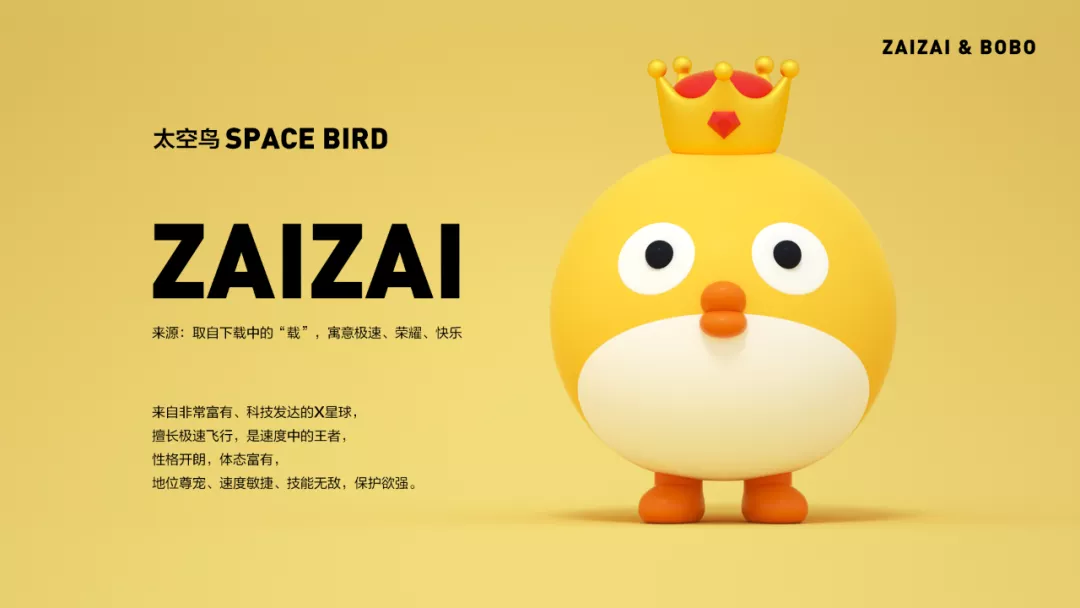 ZAIZAI & BOBO
太空鸟 SPACE BIRD
ZAIZAI
来源：取自下载中的“载”，寓意极速、荣耀、快乐
来自非常富有、科技发达的X星球，
擅长极速飞行，是速度中的王者，
性格开朗，体态富有，
地位尊宠、速度敏捷、技能无敌，保护欲强。